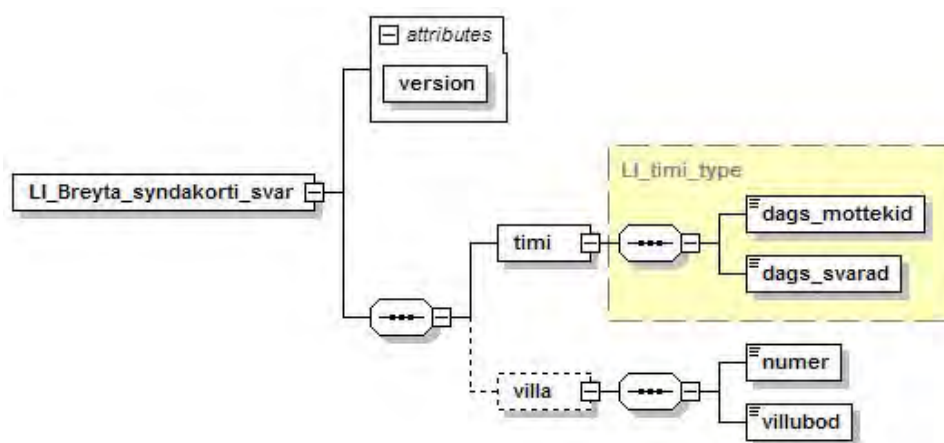 attributes
version
LI_timi_type
LI_Breyta_syndakorti_svar
dags_mottekid
timi
dags_svarad
numer
villa
villubod